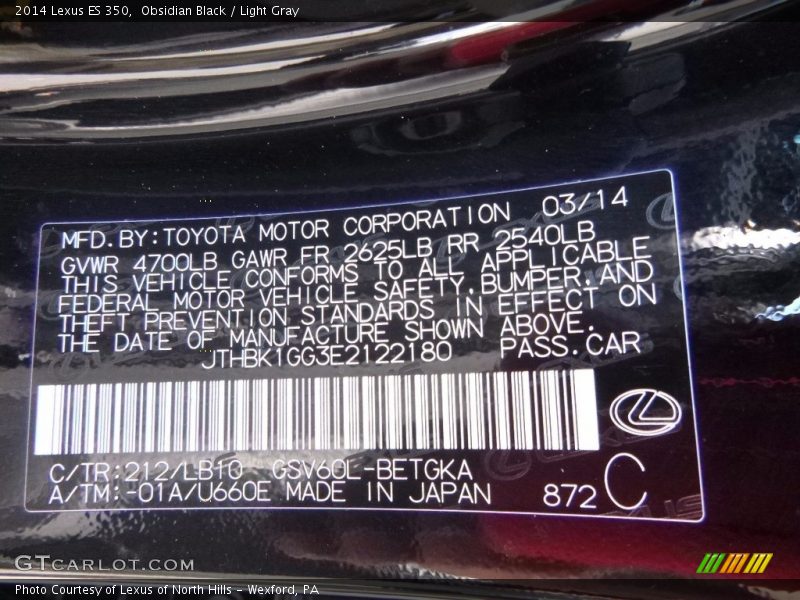 2014 Lexus ES 350,  Obsidian Black / Light Gray
MFD.BY:TOYOTA MOTOR CORPORATION 03/14
GVWR 4700LB GAWR FR 2625LB RR 2540LB
THIS VEHICLE CONFORMS TO ALL APPLICABLE
FEDERAL MOTOR VEHICLE SAFETY,BUMPER,AND
THEFT PREVENTION STANDARDS IN EFFECT ON
THE DATE OF MANUFACTURE SHOWN ABOVE.
JTHBK1GG3E2122180 PASS.CAR
C/TR:212/LB10 GSV60L-BETGKA
A/TM:-01A/U660E MADE IN JAPAN 872 C
GTCARLOT.COM
Photo Courtesy of Lexus of North Hills - Wexford, PA